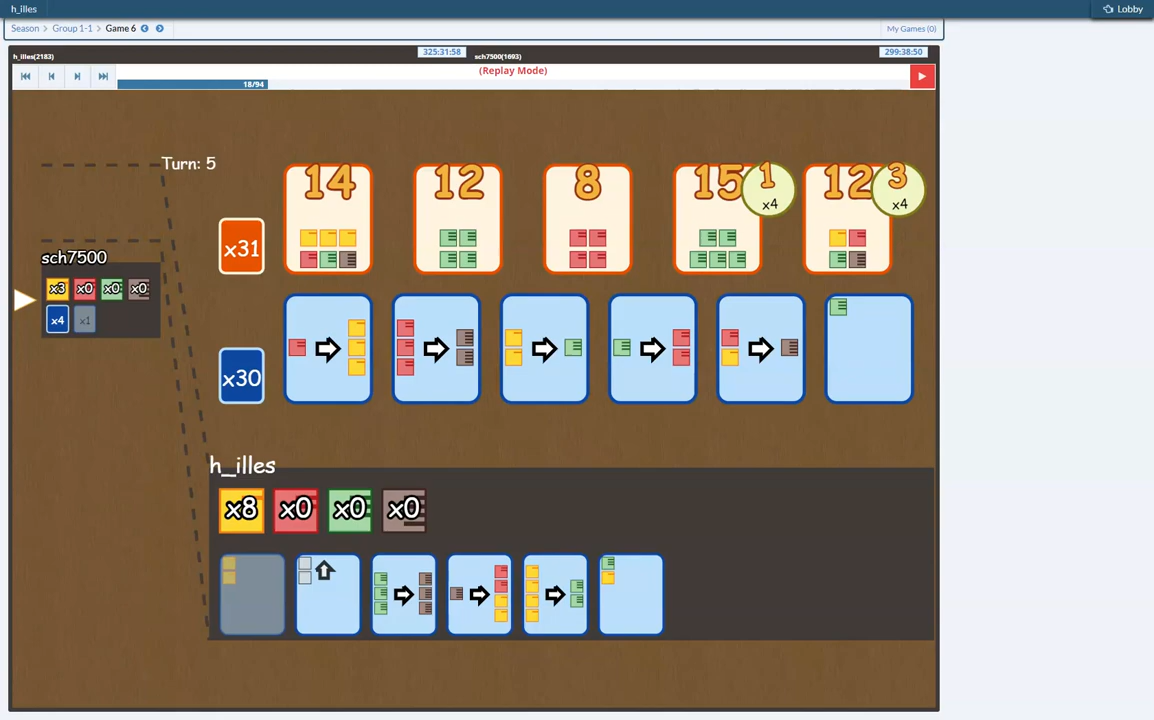 h_illes
Lobby
Season > Group 1-1 > Game 6
My Games (0)
h_illes(2183)
325:31:58
sch7500(1693)
299:38:50
(Replay Mode)
18/94
Turn: 5
14
12
8
15
1
x4
12
3
x4
x31
sch7500
x3
x0
x0
x0
x4
x1
x30
h_illes
x8
x0
x0
x0